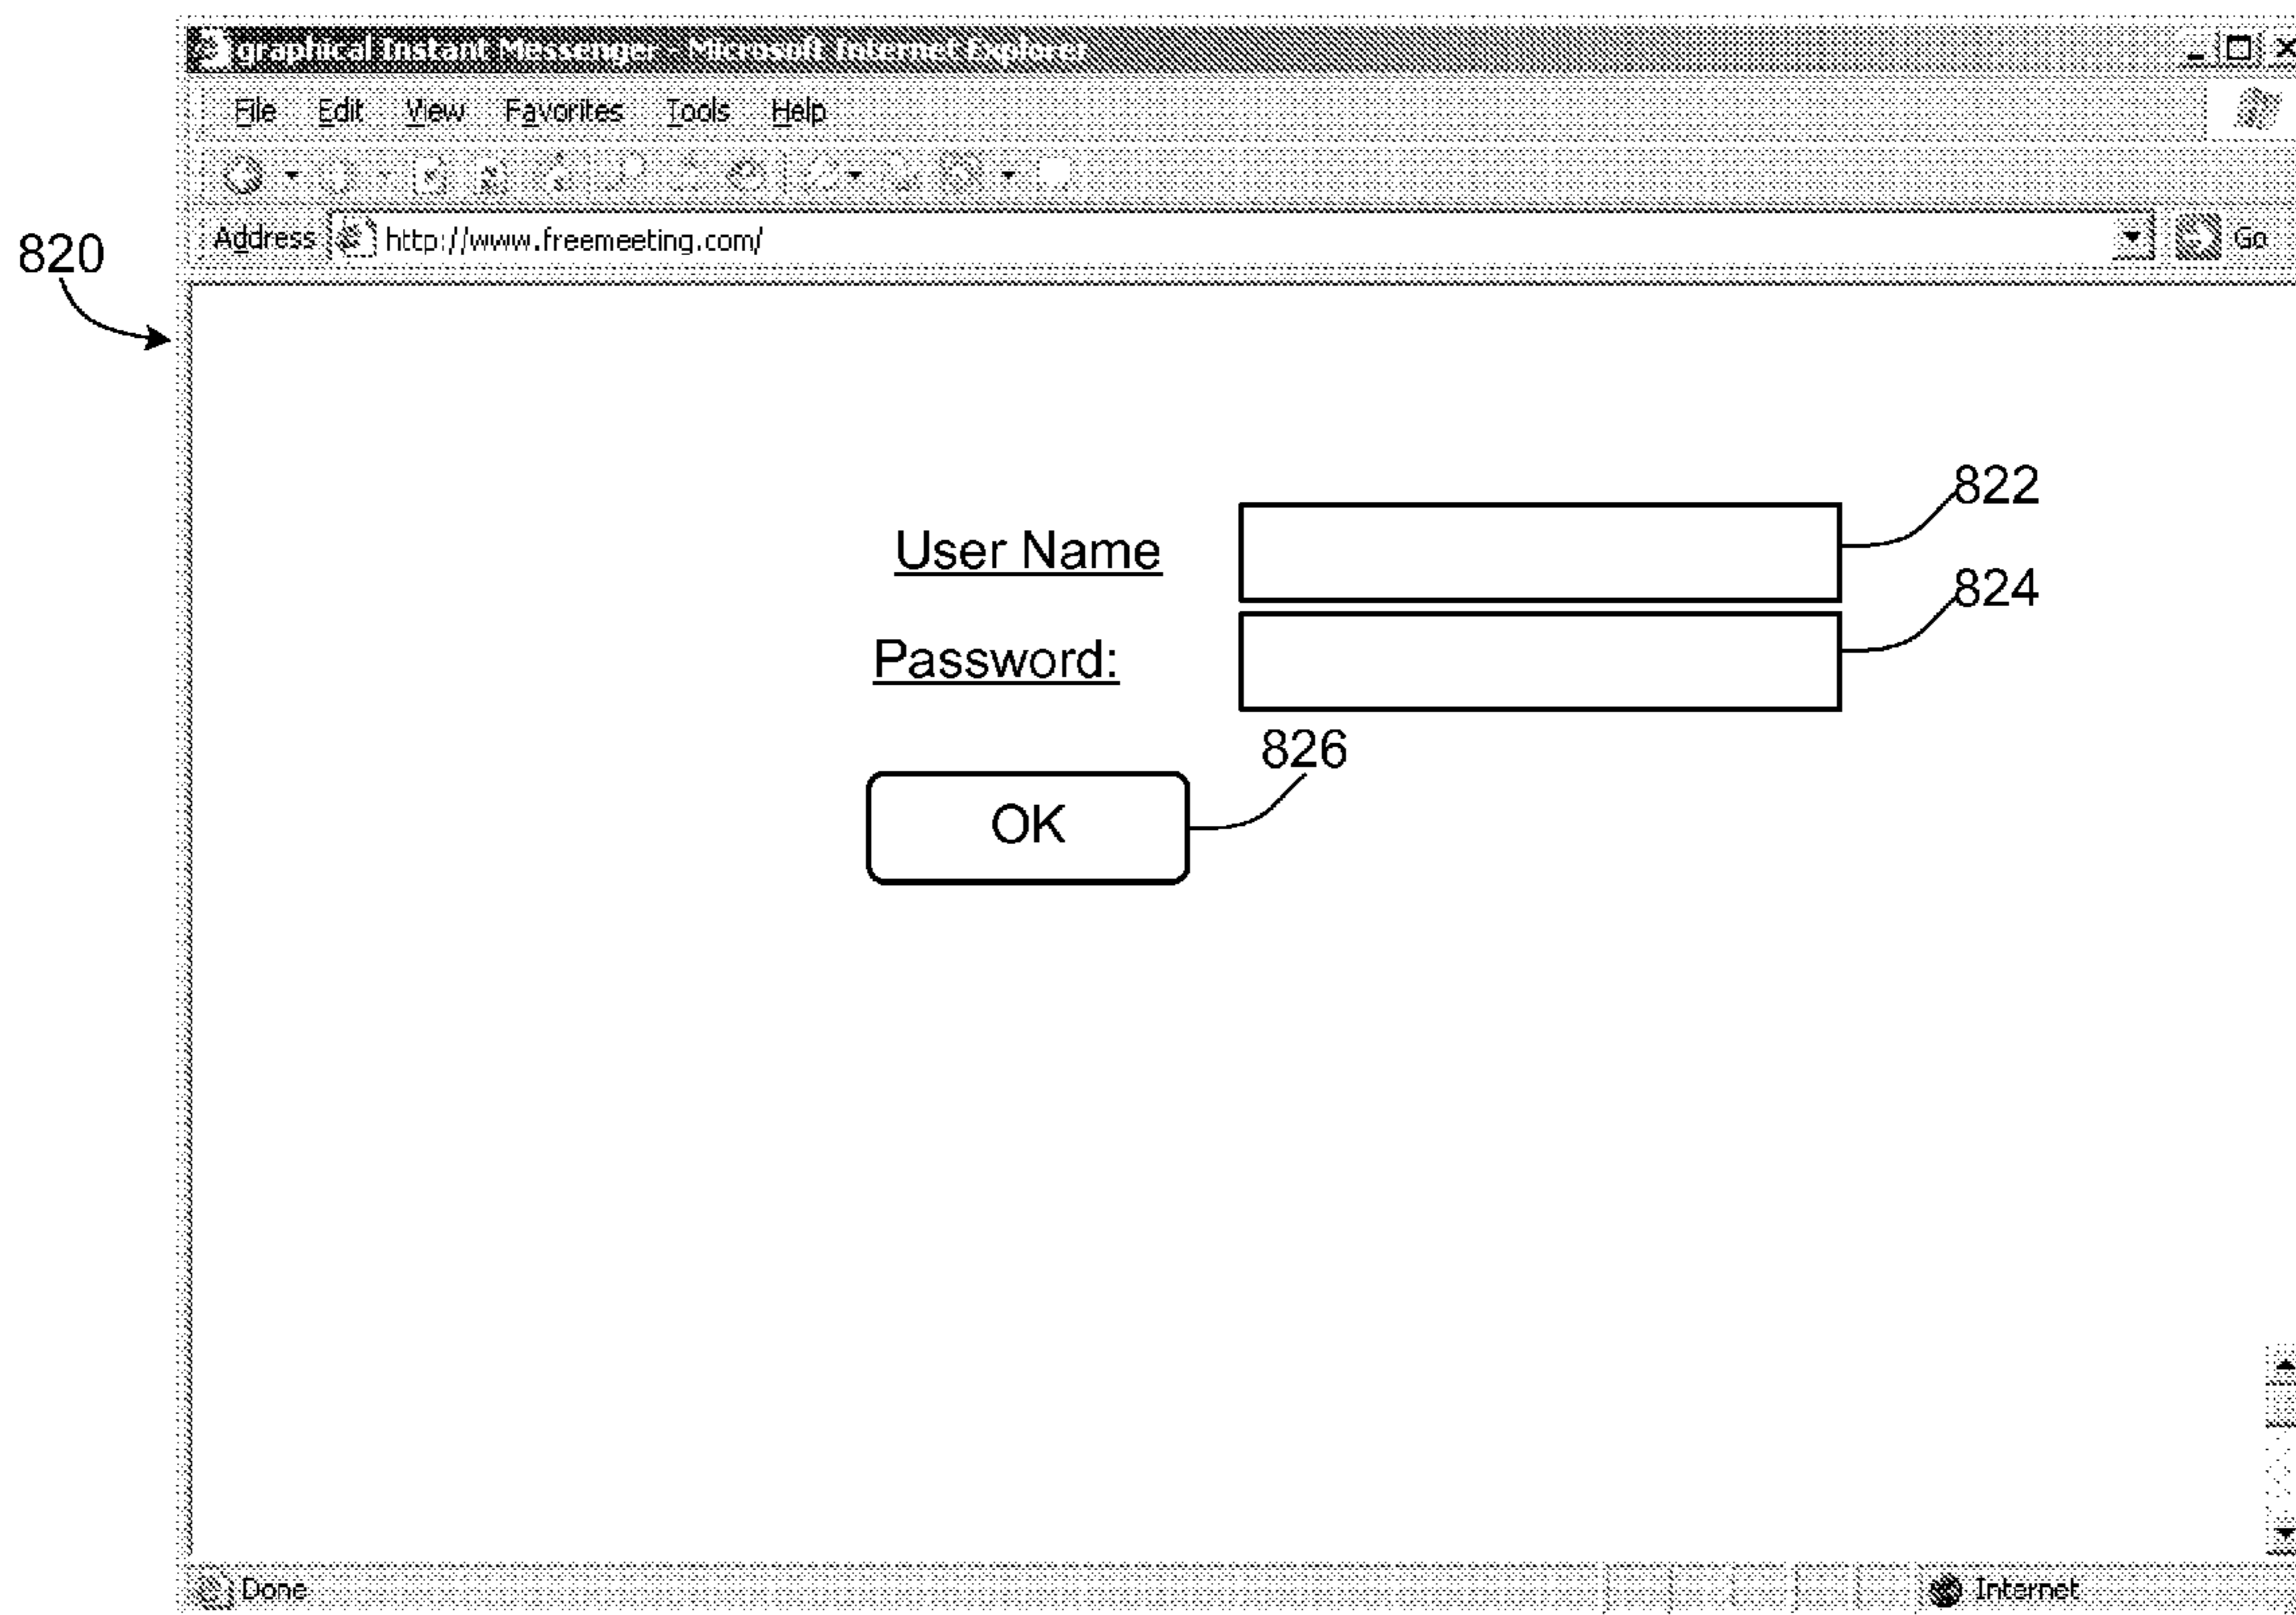 graphical Instant Messenger - Microsoft Internet Explorer
File Edit View Favorites Tools Help
Address http://www.freemeeting.com/ Go
820
822
User Name
824
Password:
826
OK
Done Internet